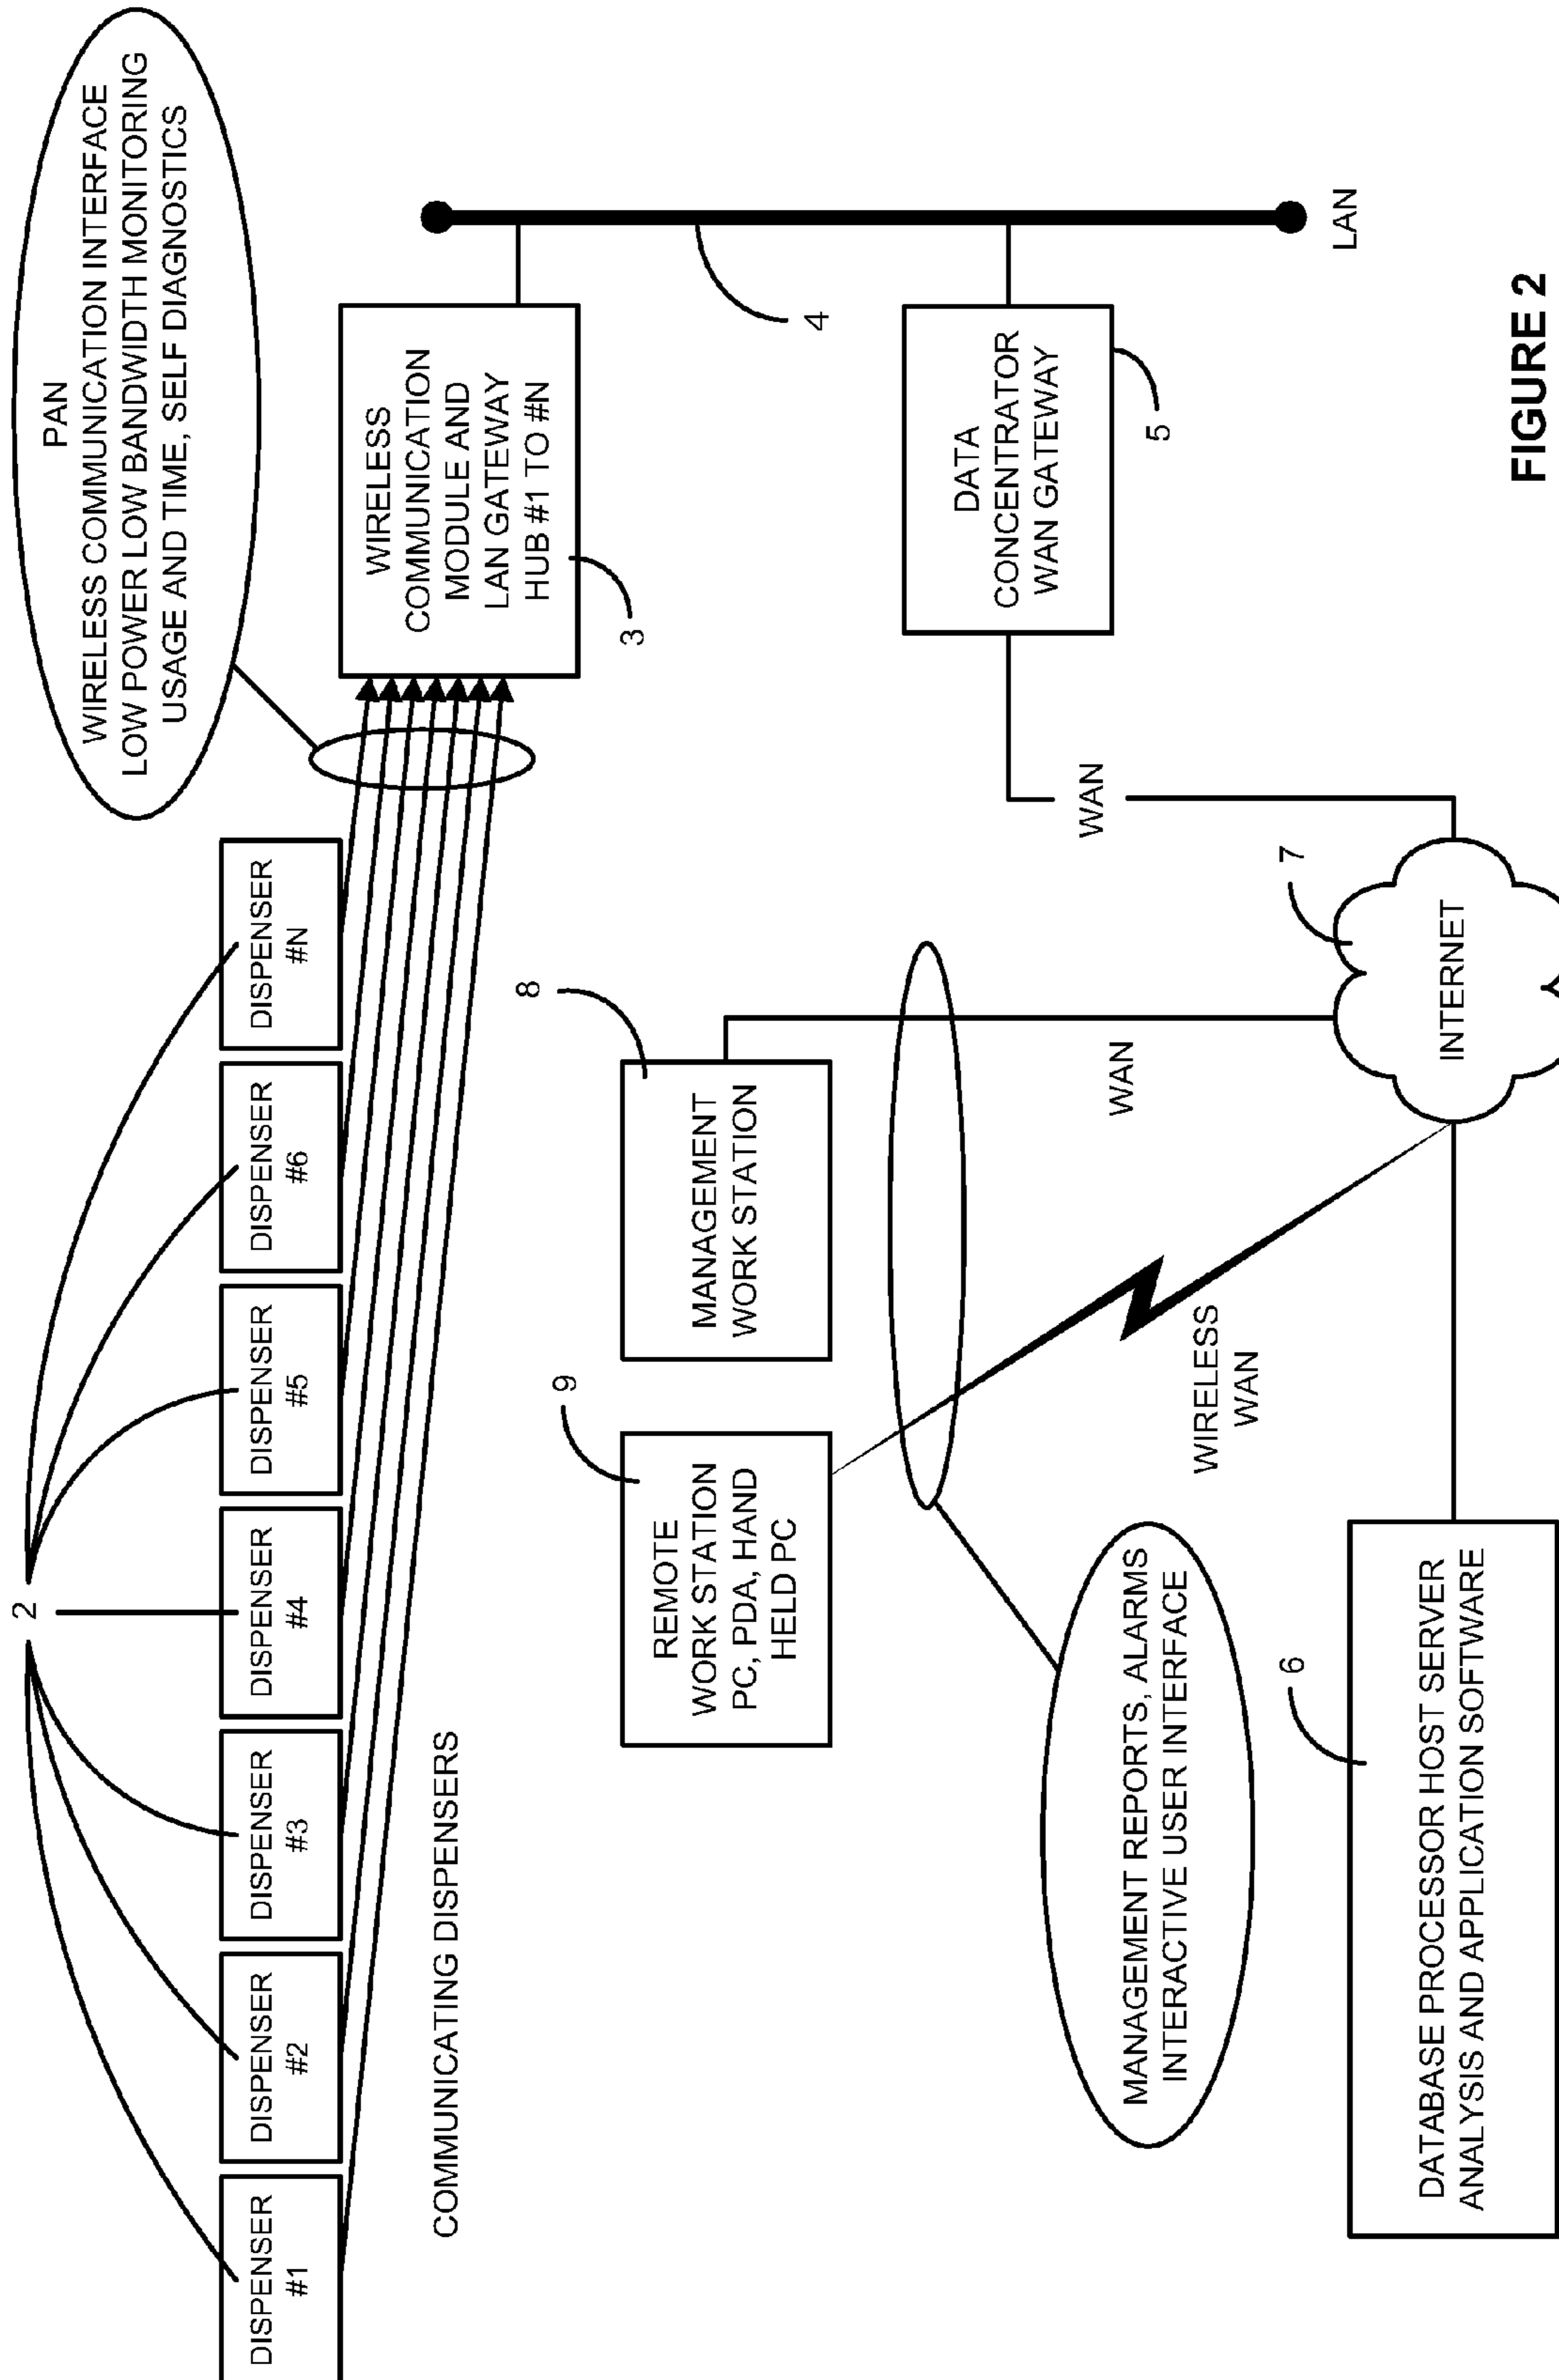 2
PAN
WIRELESS COMMUNICATION INTERFACE
LOW POWER LOW BANDWIDTH MONITORING
USAGE AND TIME, SELF DIAGNOSTICS
DISPENSER
#1
DISPENSER
#2
DISPENSER
#3
DISPENSER
#4
DISPENSER
#5
DISPENSER
#6
DISPENSER
#N
COMMUNICATING DISPENSERS
WIRELESS
COMMUNICATION
MODULE AND
LAN GATEWAY
HUB #1 TO #N
3
4
REMOTE
WORK STATION
PC, PDA, HAND
HELD PC
9
MANAGEMENT
WORK STATION
8
DATA
CONCENTRATOR
WAN GATEWAY
5
LAN
MANAGEMENT REPORTS, ALARMS
INTERACTIVE USER INTERFACE
WIRELESS
WAN
WAN
WAN
6
7
DATABASE PROCESSOR HOST SERVER
ANALYSIS AND APPLICATION SOFTWARE
INTERNET
FIGURE 2